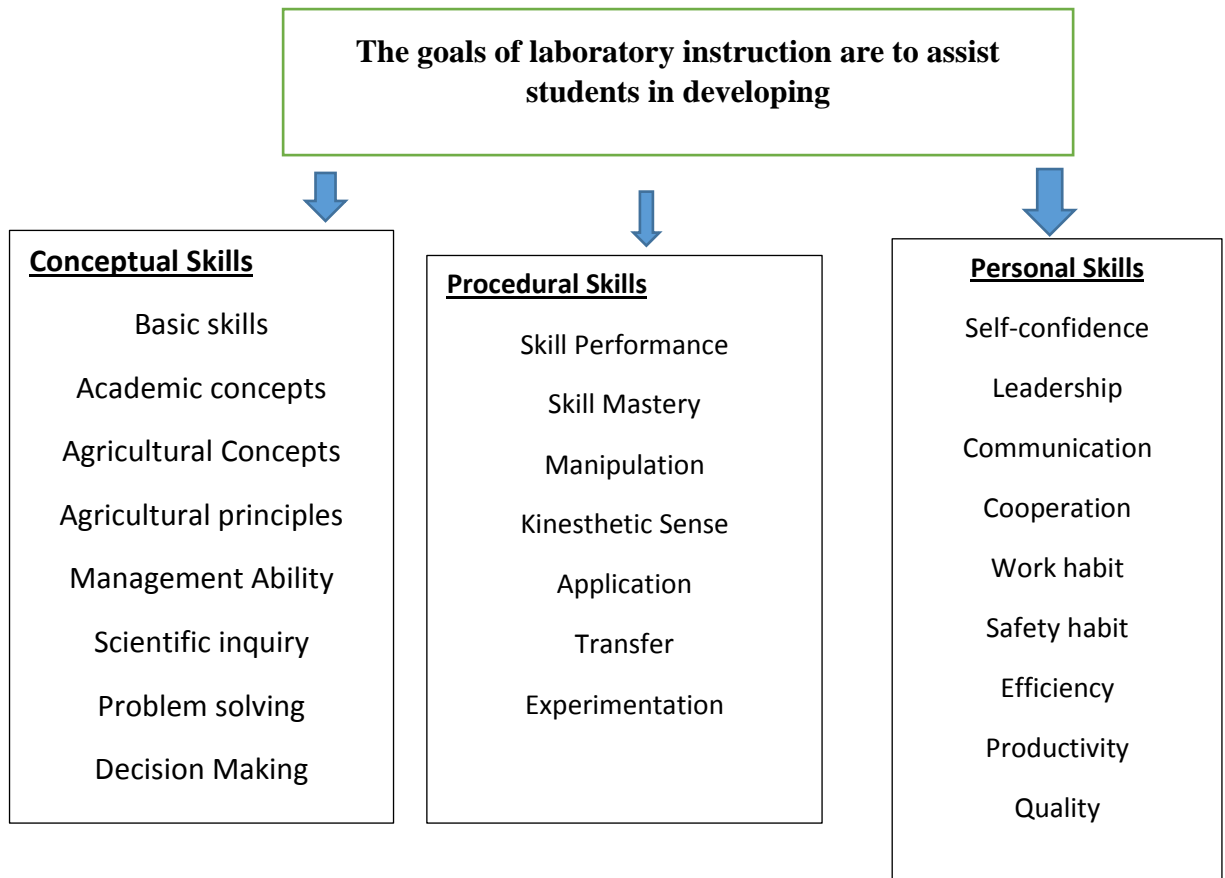 The goals of laboratory instruction are to assist
students in developing
Conceptual Skills
Basic skills
Academic concepts
Agricultural Concepts
Agricultural principles
Management Ability
Scientific inquiry
Problem solving
Decision Making
Procedural Skills
Skill Performance
Skill Mastery
Manipulation
Kinesthetic Sense
Application
Transfer
Experimentation
Personal Skills
Self-confidence
Leadership
Communication
Cooperation
Work habit
Safety habit
Efficiency
Productivity
Quality